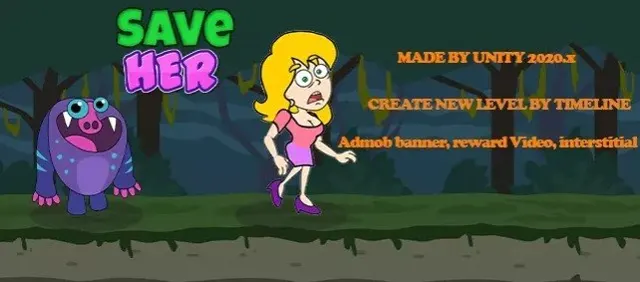 SAVE
HER
MADE BY UNITY 2020.x
CREATE NEW LEVEL BY TIMELINE
Admob banner, reward Video, interstitial